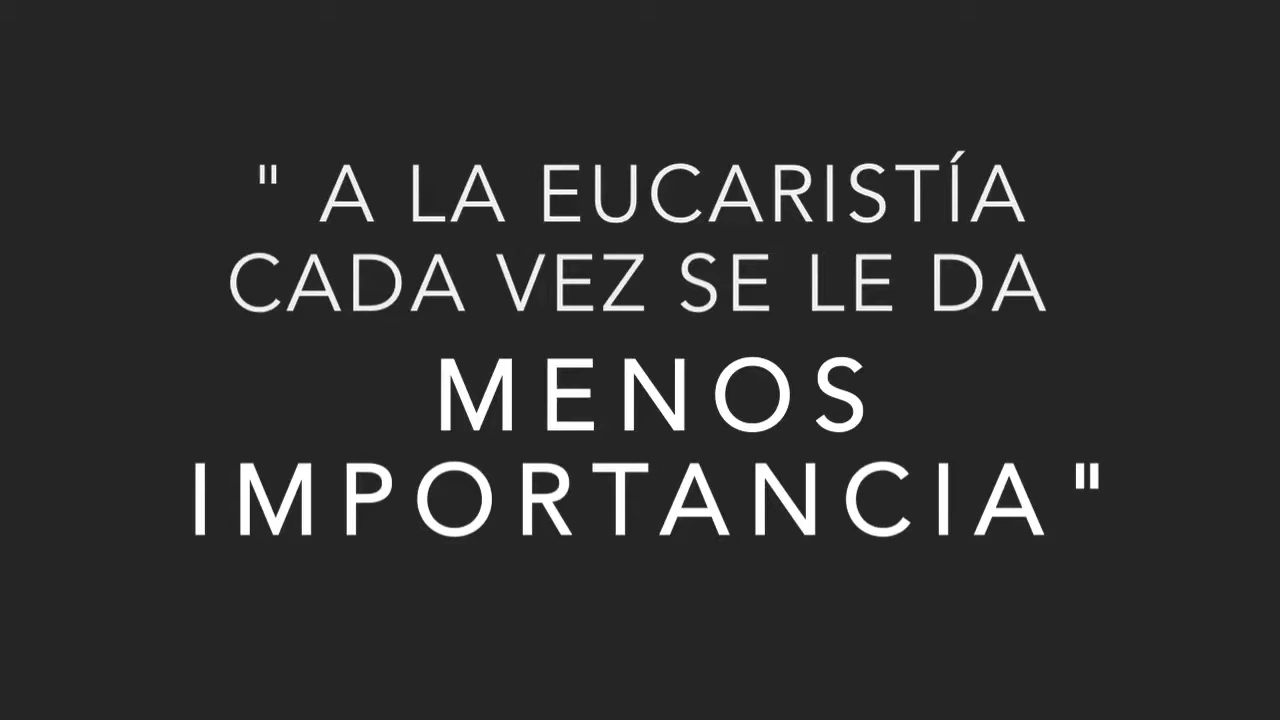 " A LA EUCARISTÍA
CADA VEZ SE LE DA
MENOS
IMPORTANCIA"